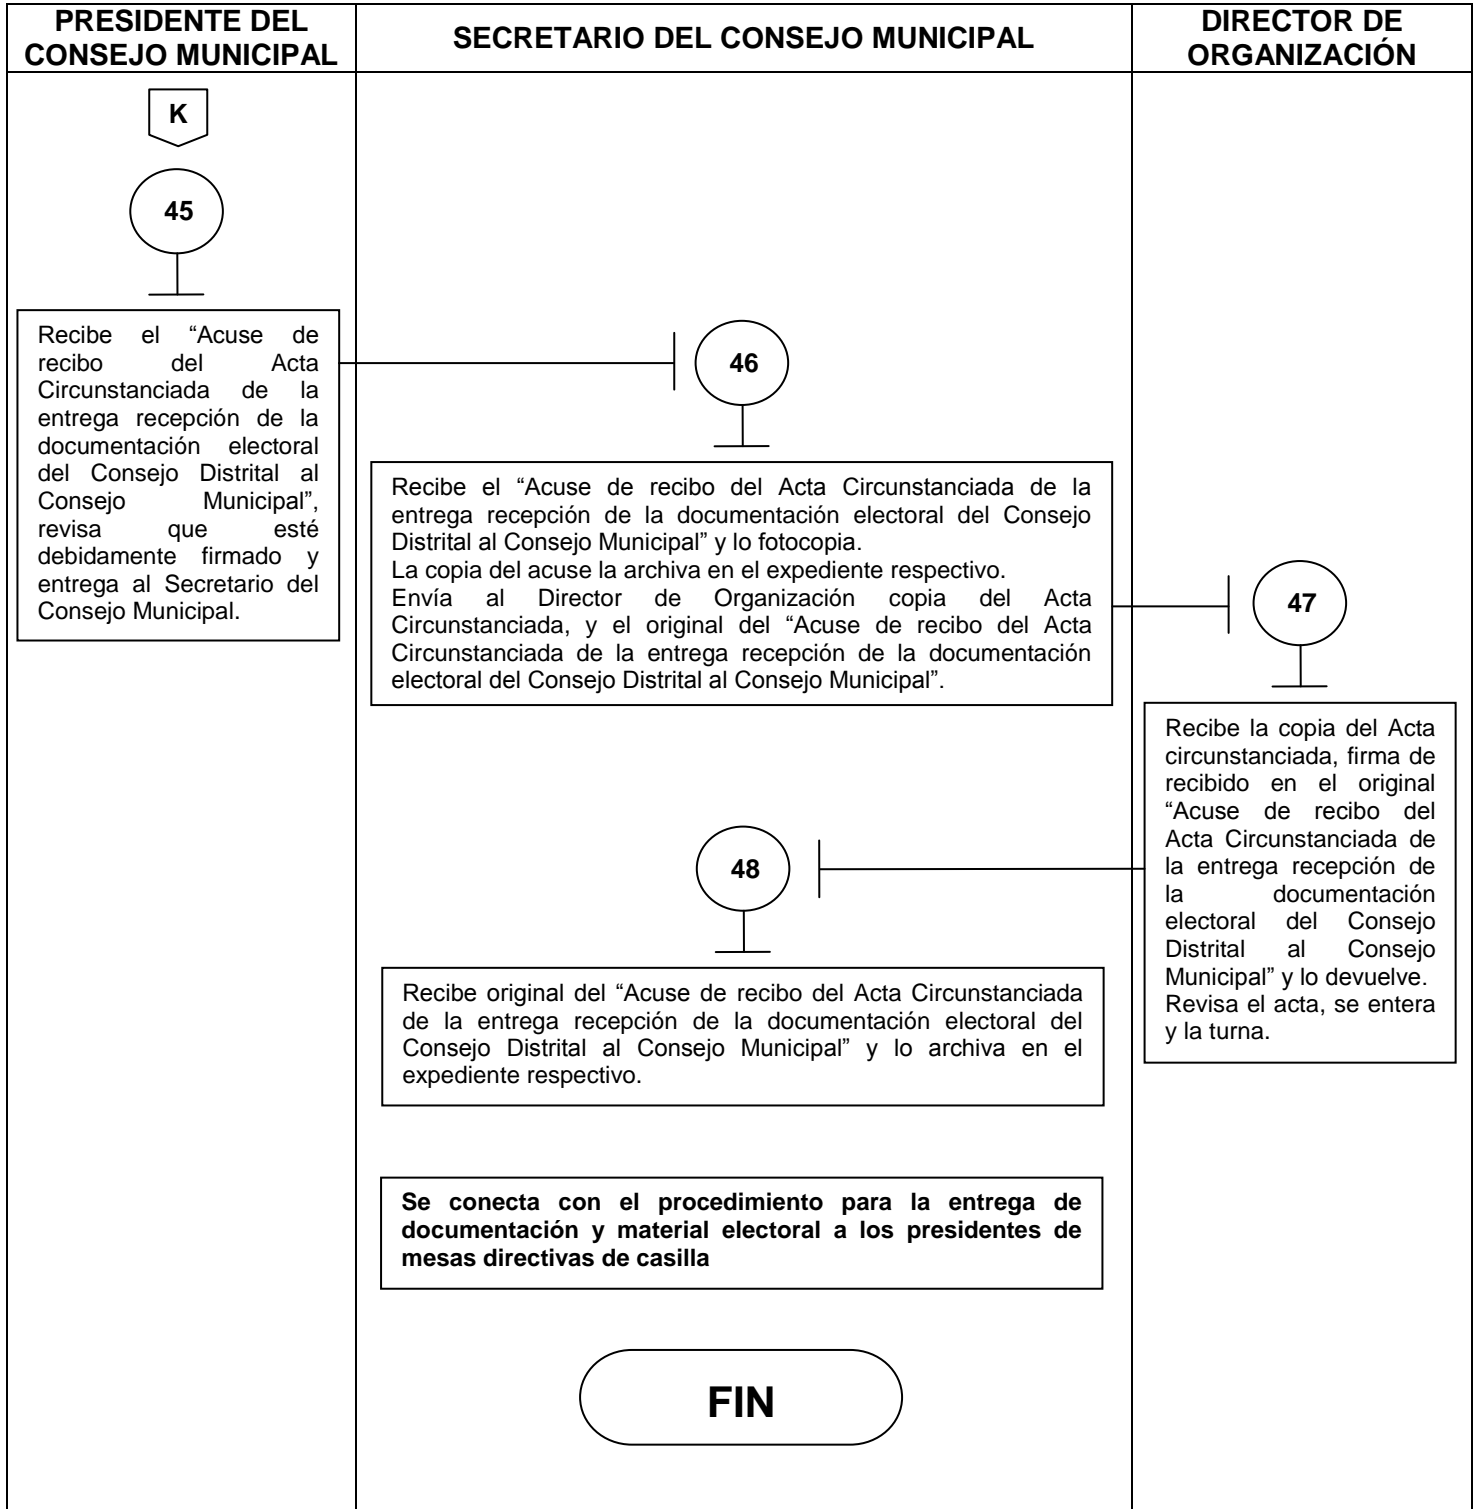 PRESIDENTE DEL
CONSEJO MUNICIPAL
SECRETARIO DEL CONSEJO MUNICIPAL
DIRECTOR DE
ORGANIZACIÓN
K
45
Recibe el “Acuse de
recibo del Acta
Circunstanciada de la
entrega recepción de la
documentación electoral
del Consejo Distrital al
Consejo Municipal”,
revisa que esté
debidamente firmado y
entrega al Secretario del
Consejo Municipal.
46
Recibe el “Acuse de recibo del Acta Circunstanciada de la
entrega recepción de la documentación electoral del Consejo
Distrital al Consejo Municipal” y lo fotocopia.
La copia del acuse la archiva en el expediente respectivo.
Envía al Director de Organización copia del Acta
Circunstanciada, y el original del “Acuse de recibo del Acta
Circunstanciada de la entrega recepción de la documentación
electoral del Consejo Distrital al Consejo Municipal”.
47
Recibe la copia del Acta
circunstanciada, firma de
recibido en el original
“Acuse de recibo del
Acta Circunstanciada de
la entrega recepción de
la documentación
electoral del Consejo
Distrital al Consejo
Municipal” y lo devuelve.
Revisa el acta, se entera
y la turna.
48
Recibe original del “Acuse de recibo del Acta Circunstanciada
de la entrega recepción de la documentación electoral del
Consejo Distrital al Consejo Municipal” y lo archiva en el
expediente respectivo.
Se conecta con el procedimiento para la entrega de
documentación y material electoral a los presidentes de
mesas directivas de casilla
FIN